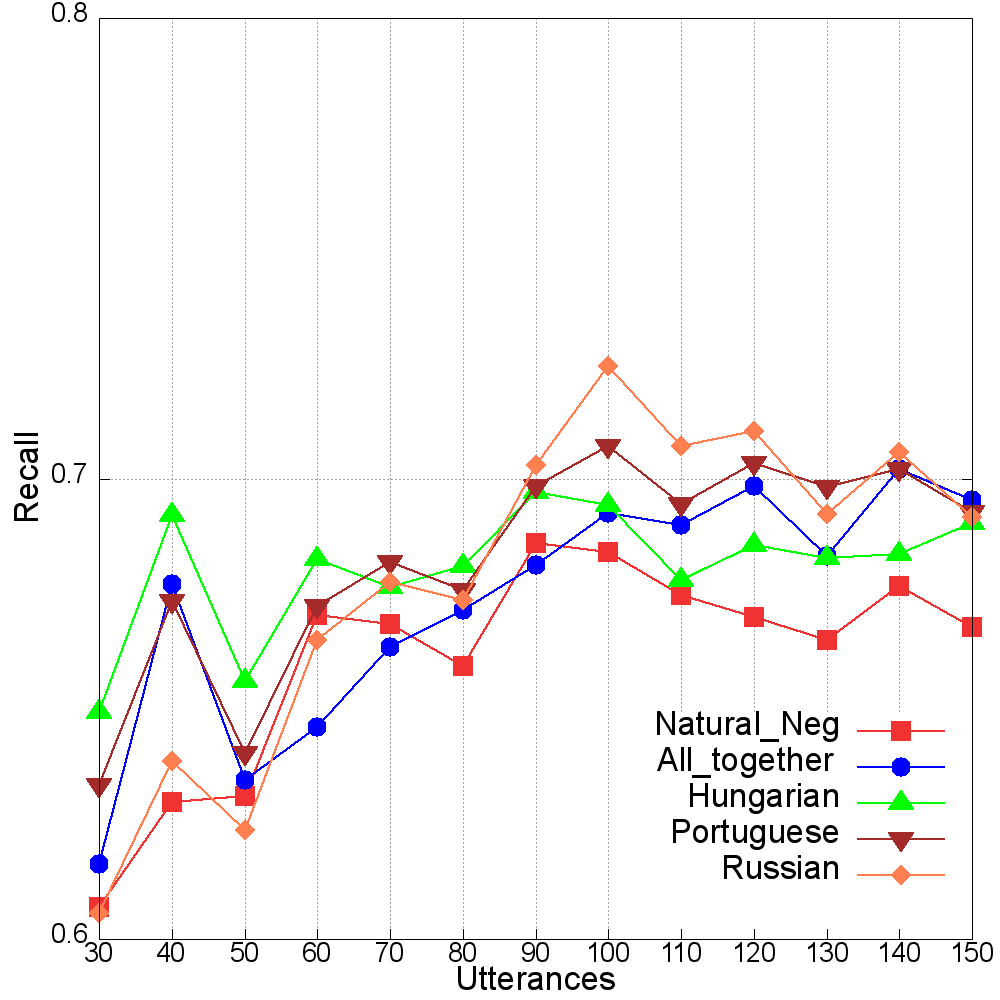 0.8
0.7
0.6
Recall
Natural_Neg
All_together
Hungarian
Portuguese
Russian
30 40 50 60 70 80 90 100 110 120 130 140 150
Utterances